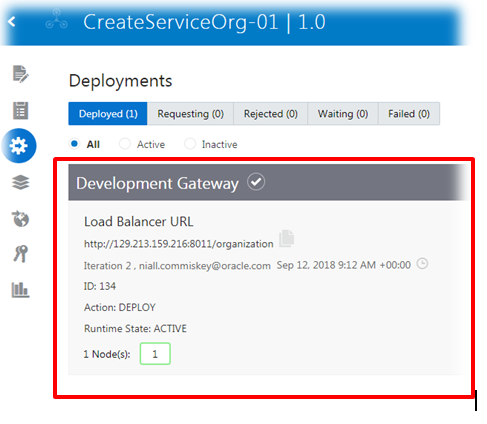 CreateServiceOrg-01 | 1.0
Deployments
Deployed (1) Requesting (0) Rejected (0) Waiting (0) Failed (0)
All Active Inactive
Development Gateway
Load Balancer URL
http://129.213.159.216:8011/organization
Iteration 2 , niall.commiskey@oracle.com Sep 12, 2018 9:12 AM +00:00
ID: 134
Action: DEPLOY
Runtime State: ACTIVE
1 Node(s): 1